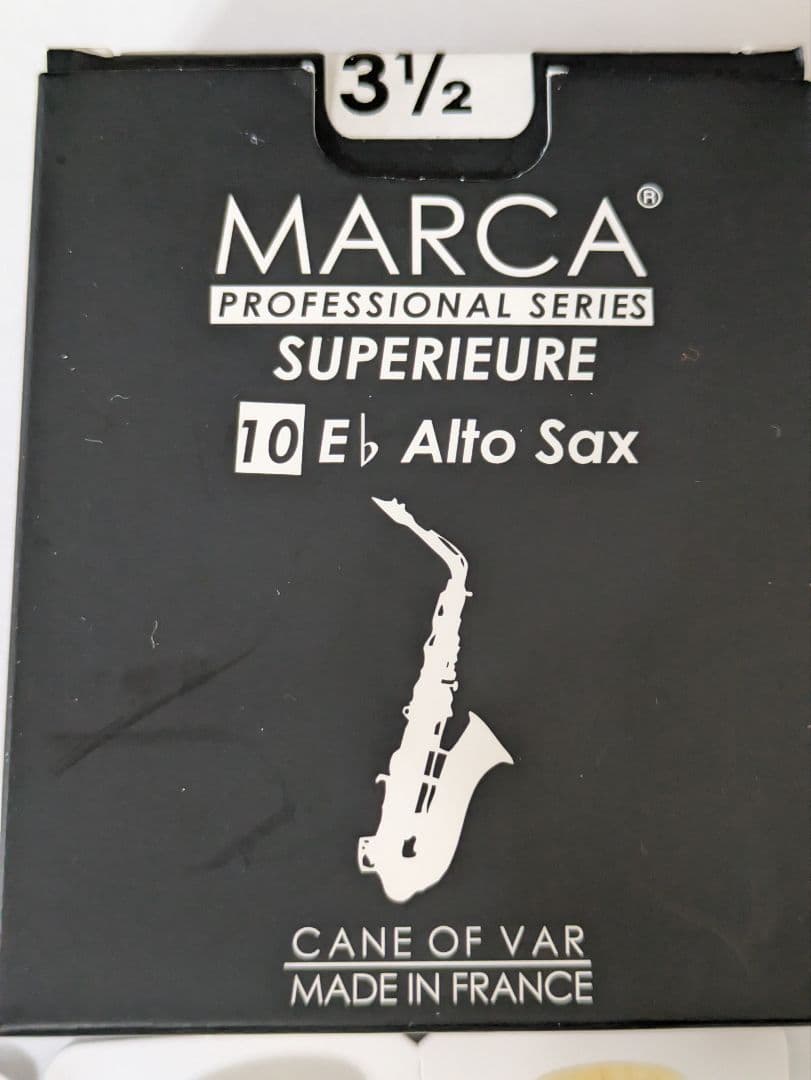 3½
MARCA®
PROFESSIONAL SERIES
SUPERIEURE
10 E♭ Alto Sax
CANE OF VAR
MADE IN FRANCE